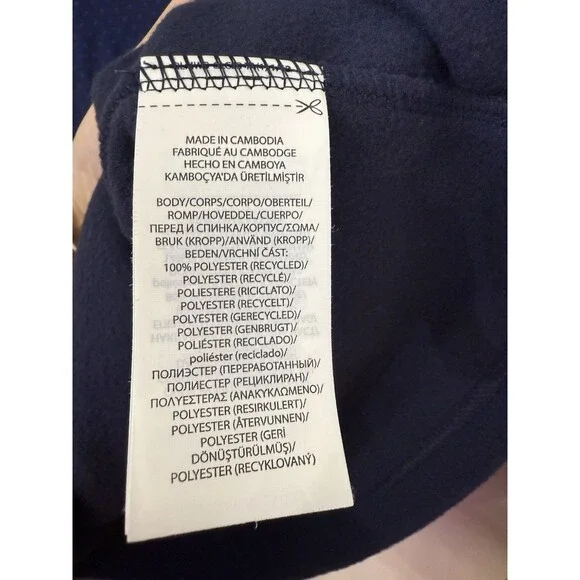 MADE IN CAMBODIA
FABRIQUÉ AU CAMBODGE
HECHO EN CAMBOYA
KAMBOÇYA'DA ÜRETİLMİŞTİR
BODY/CORPS/CORPO/OBERTEIL/
ROMP/HOVEDDEL/CUERPO/
ПЕРЕД И СПИНКА/КОРПУС/ΣΩΜΑ/
BRUK (KROPP)/ANVÄND (KROPP)/
BEDEN/VRCHNÍ ČÁST:
100% POLYESTER (RECYCLED)/
POLYESTER (RECYCLÉ)/
POLIESTERE (RICICLATO)/
POLYESTER (RECYCELT)/
POLYESTER (GERECYCLED)/
POLYESTER (GENBRUGT)/
POLIÉSTER (RECICLADO)/
poliéster (reciclado)/
ПОЛИЭСТЕР (ПЕРЕРАБОТАННЫЙ)/
ПОЛИЕСТЕР (РЕЦИКЛИРАН)/
ΠΟΛΥΕΣΤΕΡΑΣ (ΑΝΑΚΥΚΛΩΜΕΝΟ)/
POLYESTER (RESIRKULERT)/
POLYESTER (ÅTERVUNNEN)/
POLYESTER (GERİ
DÖNÜŞTÜRÜLMÜŞ)/
POLYESTER (RECYKLOVANÝ)